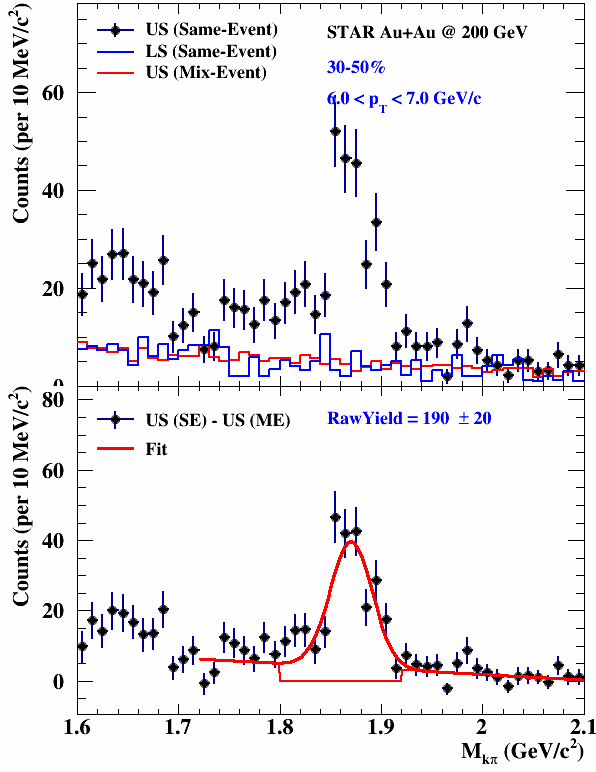 US (Same-Event)
LS (Same-Event)
US (Mix-Event)
STAR Au+Au @ 200 GeV
30-50%
6.0 < pT < 7.0 GeV/c
Counts (per 10 MeV/c²)
60
40
20
0
US (SE) - US (ME)
Fit
RawYield = 190 ± 20
Counts (per 10 MeV/c²)
80
60
40
20
0
1.6 1.7 1.8 1.9 2 2.1
Mkπ (GeV/c²)